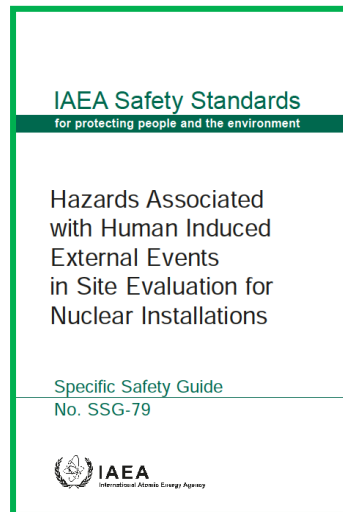 IAEA Safety Standards
for protecting people and the environment
Hazards Associated
with Human Induced
External Events
in Site Evaluation for
Nuclear Installations
Specific Safety Guide
No. SSG-79
IAEA
International Atomic Energy Agency